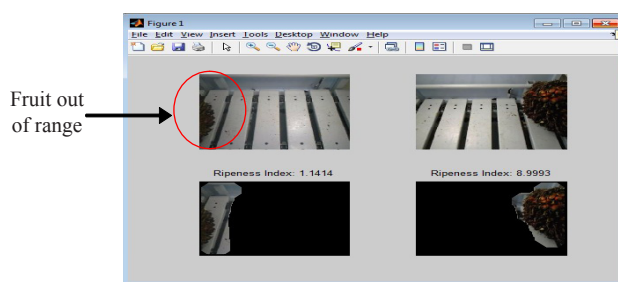 Figure 1
File Edit View Insert Tools Desktop Window Help
Fruit out
of range
Ripeness Index: 1.1414
Ripeness Index: 8.9993